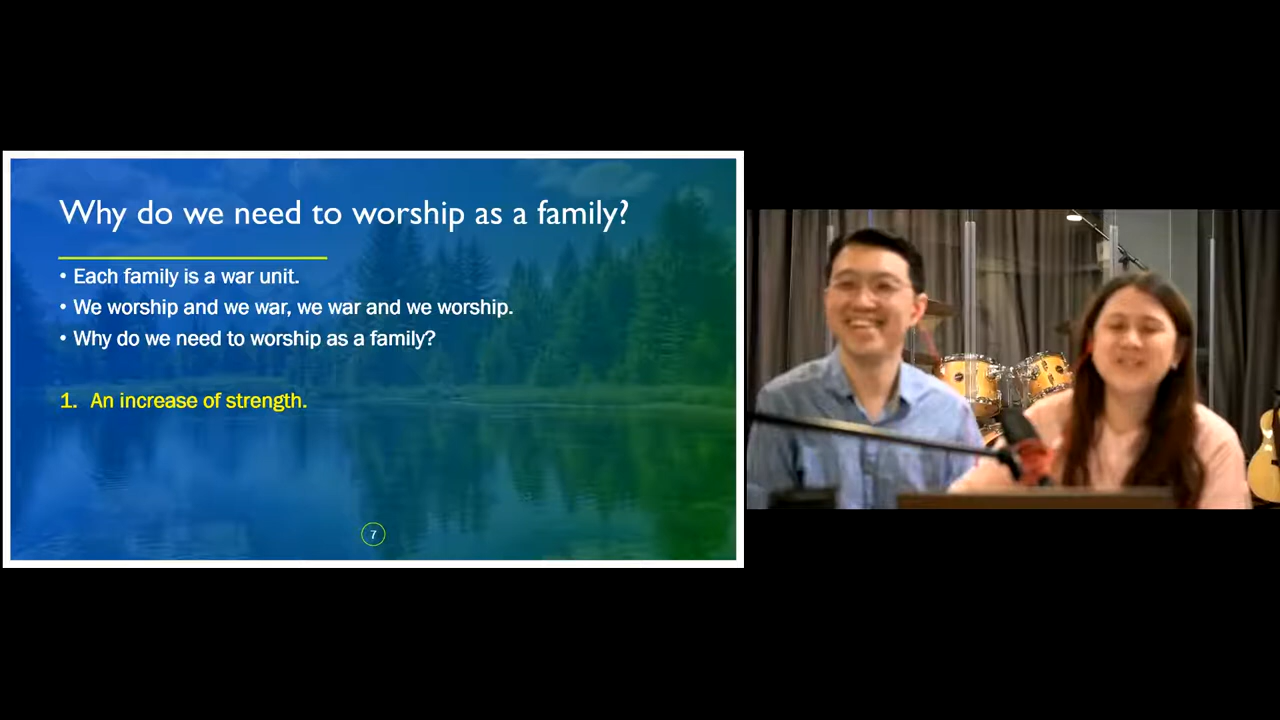 Why do we need to worship as a family?
• Each family is a war unit.
• We worship and we war, we war and we worship.
• Why do we need to worship as a family?
1. An increase of strength.
7